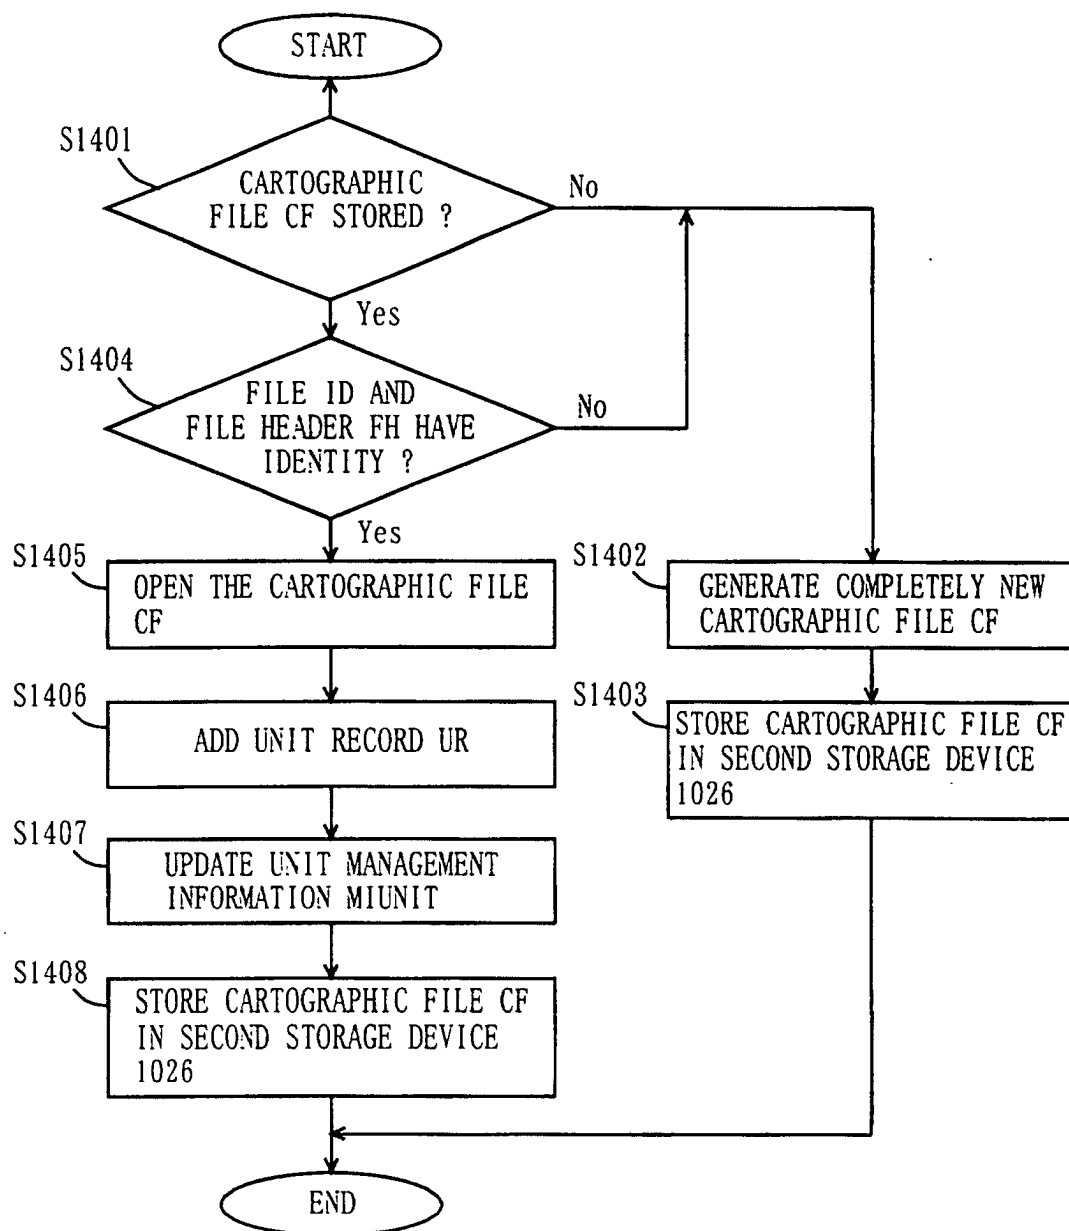 START
S1401
CARTOGRAPHIC
FILE CF STORED ?
No
Yes
S1404
FILE ID AND
FILE HEADER FH HAVE
IDENTITY ?
No
Yes
S1405
OPEN THE CARTOGRAPHIC FILE
CF
S1402
GENERATE COMPLETELY NEW
CARTOGRAPHIC FILE CF
S1406
ADD UNIT RECORD UR
S1403
STORE CARTOGRAPHIC FILE CF
IN SECOND STORAGE DEVICE
1026
S1407
UPDATE UNIT MANAGEMENT
INFORMATION MIUNIT
S1408
STORE CARTOGRAPHIC FILE CF
IN SECOND STORAGE DEVICE
1026
END